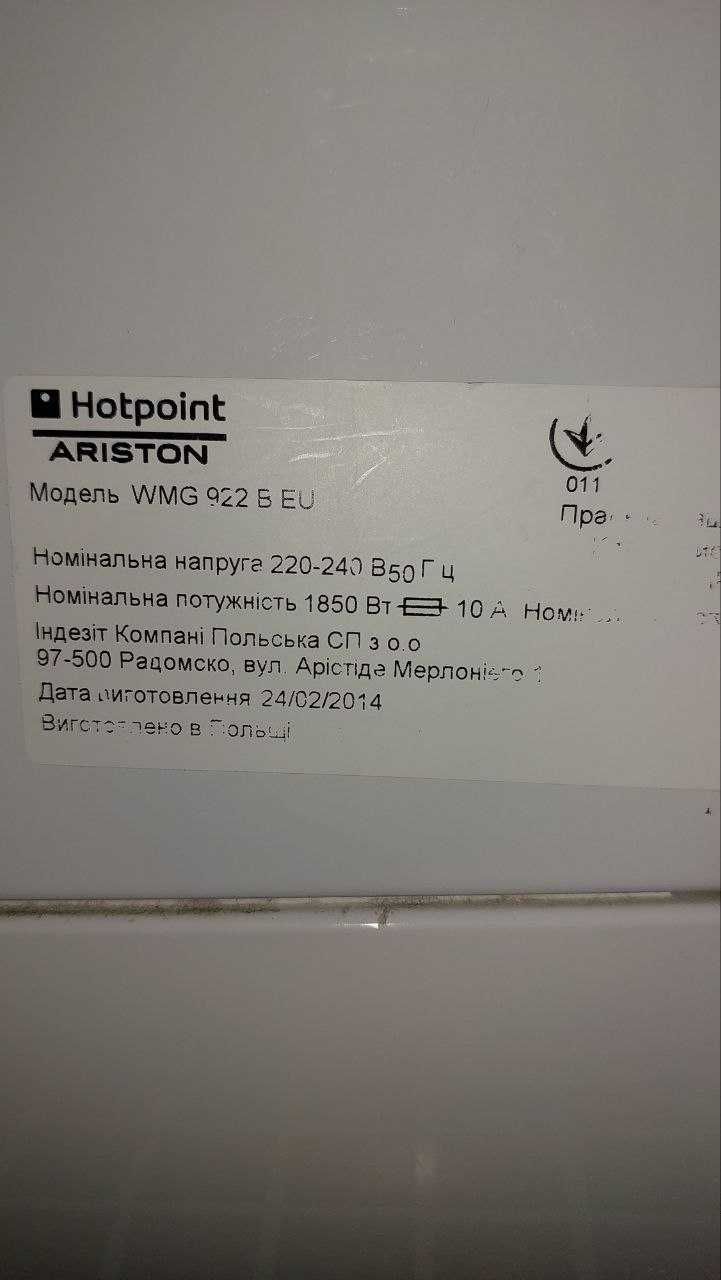 Hotpoint
ARISTON
Модель WMG 922 B EU
011
Номінальна напруга 220-240 В50 Гц
Номінальна потужність 1850 Вт 10 А
Індезіт Компані Польська СП з о.о
97-500 Радомско, вул. Арістіде Мерлоні
Дата виготовлення 24/02/2014
Виготовлено в Польщі